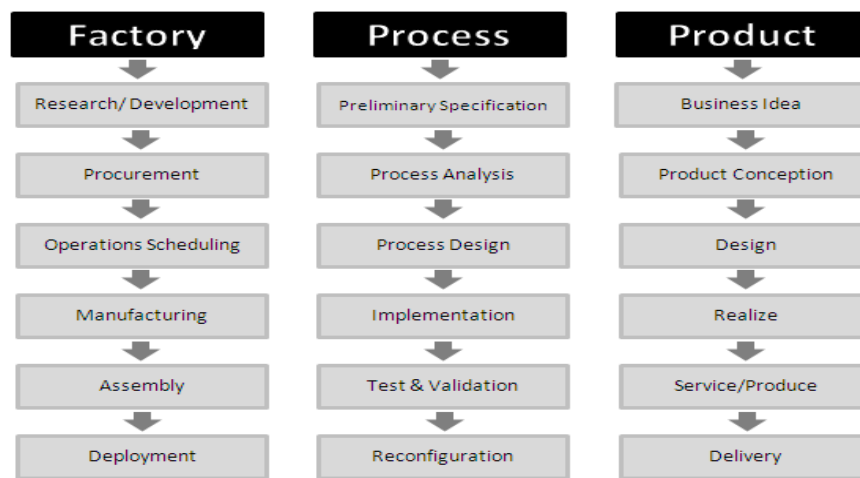 Factory
Research/ Development
Procurement
Operations Scheduling
Manufacturing
Assembly
Deployment
Process
Preliminary Specification
Process Analysis
Process Design
Implementation
Test & Validation
Reconfiguration
Product
Business Idea
Product Conception
Design
Realize
Service/Produce
Delivery